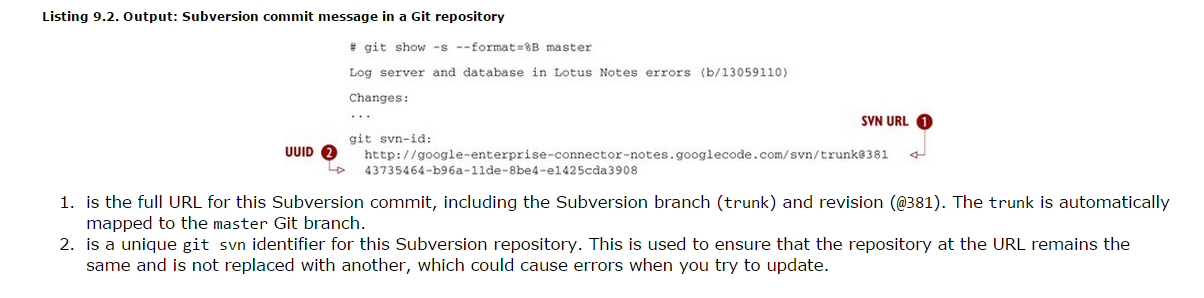 Listing 9.2. Output: Subversion commit message in a Git repository
# git show -s --format=%B master
Log server and database in Lotus Notes errors (b/13059110)
Changes:
...
SVN URL 1
git svn-id:
UUID 2
http://google-enterprise-connector-notes.googlecode.com/svn/trunk@381
43735464-b96a-11de-8be4-e1425cda3908
1. is the full URL for this Subversion commit, including the Subversion branch (trunk) and revision (@381). The trunk is automatically
mapped to the master Git branch.
2. is a unique git svn identifier for this Subversion repository. This is used to ensure that the repository at the URL remains the
same and is not replaced with another, which could cause errors when you try to update.